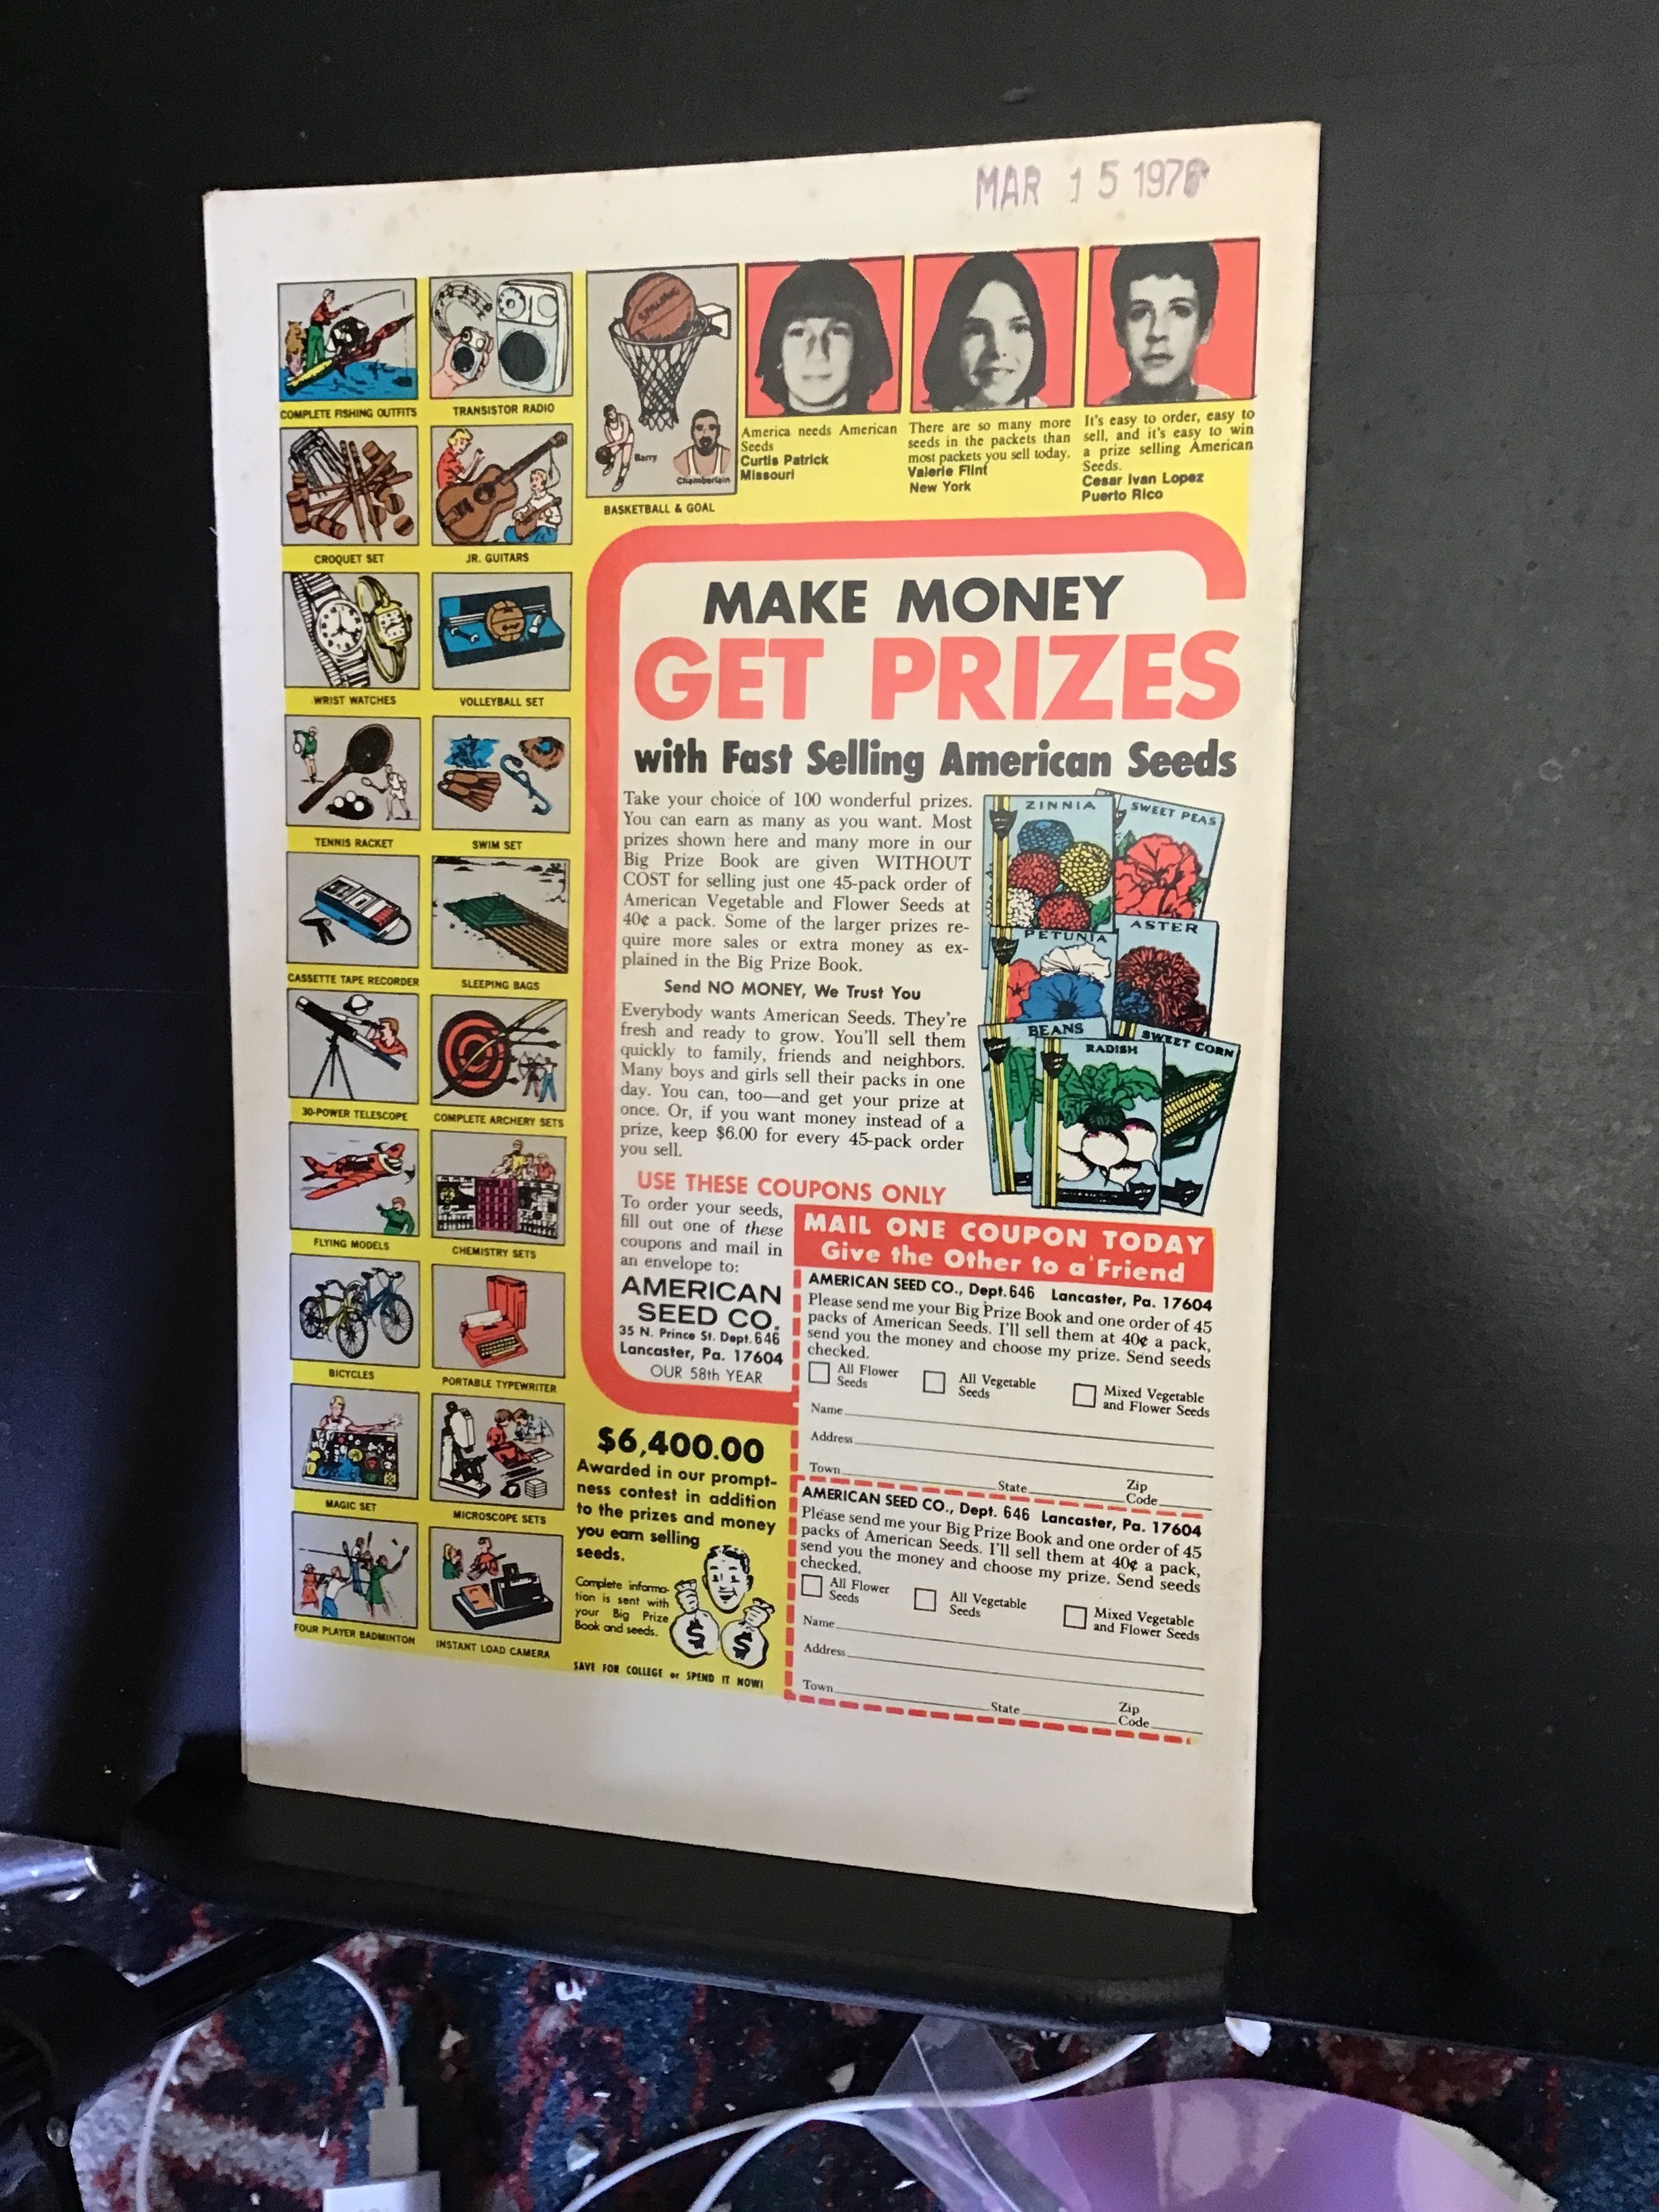 MAR 15 1976
COMPLETE FISHING OUTFITS
TRANSISTOR RADIO
CROQUET SET
JR. GUITARS
WRIST WATCHES
VOLLEYBALL SET
TENNIS RACKET
SWIM SET
CASSETTE TAPE RECORDER
SLEEPING BAGS
30-POWER TELESCOPE
COMPLETE ARCHERY SETS
FLYING MODELS
CHEMISTRY SETS
BICYCLES
PORTABLE TYPEWRITER
MAGIC SET
MICROSCOPE SETS
FOUR PLAYER BADMINTON
INSTANT LOAD CAMERA
SPALDING
Barry
Chamberlain
BASKETBALL & GOAL
America needs American
Seeds
Curtis Patrick
Missouri
There are so many more
seeds in the packets than
most packets you sell today.
Valerie Flint
New York
It's easy to order, easy to
sell, and it's easy to win
a prize selling American
Seeds.
Cesar Ivan Lopez
Puerto Rico
MAKE MONEY
GET PRIZES
with Fast Selling American Seeds
Take your choice of 100 wonderful prizes.
You can earn as many as you want. Most
prizes shown here and many more in our
Big Prize Book are given WITHOUT
COST for selling just one 45-pack order of
American Vegetable and Flower Seeds at
40¢ a pack. Some of the larger prizes re-
quire more sales or extra money as ex-
plained in the Big Prize Book.
Send NO MONEY, We Trust You
Everybody wants American Seeds. They're
fresh and ready to grow. You'll sell them
quickly to family, friends and neighbors.
Many boys and girls sell their packs in one
day. You can, too—and get your prize at
once. Or, if you want money instead of a
prize, keep $6.00 for every 45-pack order
you sell.
ZINNIA
SWEET PEAS
PETUNIA
ASTER
BEANS
RADISH
SWEET CORN
USE THESE COUPONS ONLY
To order your seeds,
fill out one of these
coupons and mail in
an envelope to:
AMERICAN
SEED CO.
35 N. Prince St. Dept. 646
Lancaster, Pa. 17604
OUR 58th YEAR
$6,400.00
Awarded in our prompt-
ness contest in addition
to the prizes and money
you earn selling
seeds.
Complete informa-
tion is sent with
your Big Prize
Book and seeds.
$ $
SAVE FOR COLLEGE or SPEND IT NOW!
MAIL ONE COUPON TODAY
Give the Other to a Friend
AMERICAN SEED CO., Dept. 646 Lancaster, Pa. 17604
Please send me your Big Prize Book and one order of 45
packs of American Seeds. I'll sell them at 40¢ a pack,
send you the money and choose my prize. Send seeds
checked.
All Flower
Seeds
All Vegetable
Seeds
Mixed Vegetable
and Flower Seeds
Name
Address
Town State Zip
Code
AMERICAN SEED CO., Dept. 646 Lancaster, Pa. 17604
Please send me your Big Prize Book and one order of 45
packs of American Seeds. I'll sell them at 40¢ a pack,
send you the money and choose my prize. Send seeds
checked.
All Flower
Seeds
All Vegetable
Seeds
Mixed Vegetable
and Flower Seeds
Name
Address
Town State Zip
Code